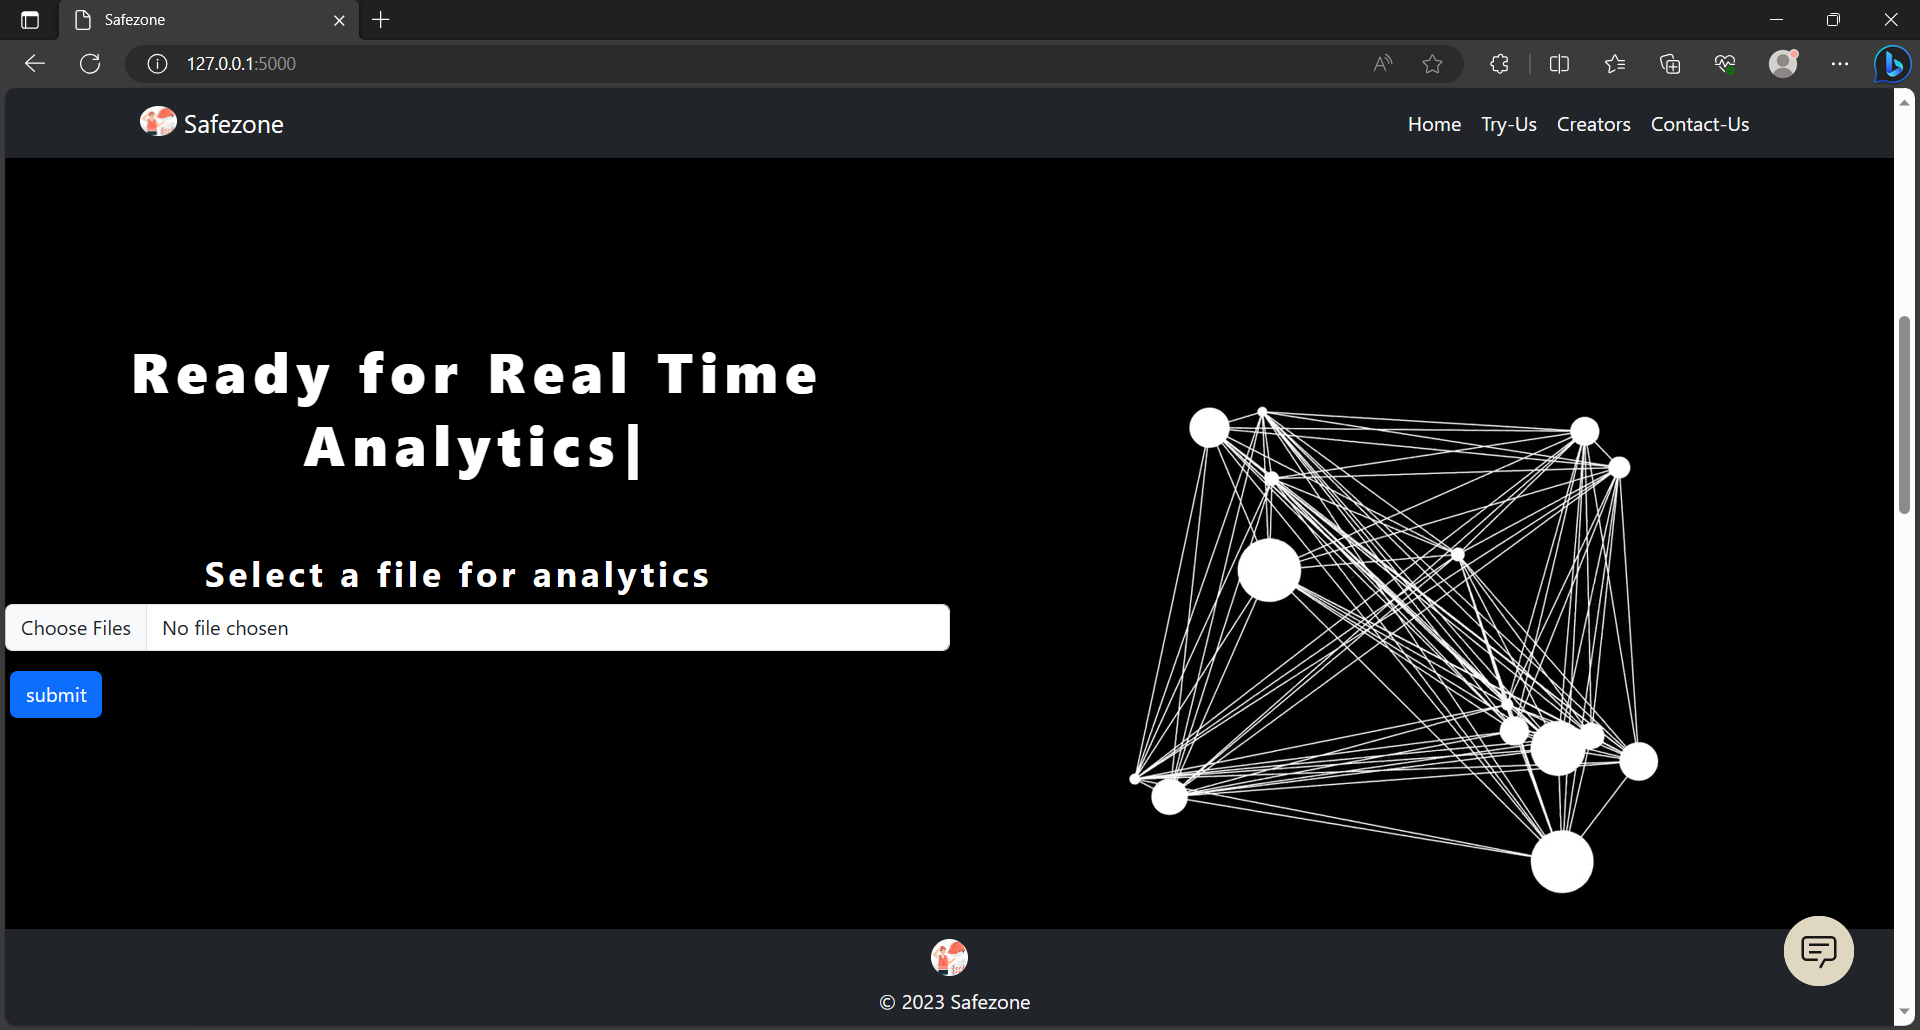 Safezone
127.0.0.1:5000
Safezone
Home Try-Us Creators Contact-Us
Ready for Real Time
Analytics|
Select a file for analytics
Choose Files No file chosen
submit
© 2023 Safezone